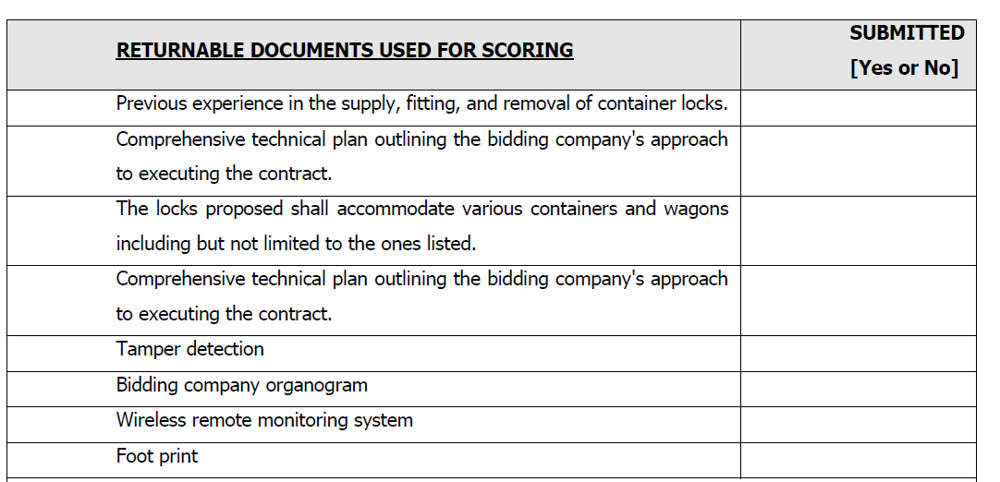 RETURNABLE DOCUMENTS USED FOR SCORING
SUBMITTED
[Yes or No]
Previous experience in the supply, fitting, and removal of container locks.
Comprehensive technical plan outlining the bidding company's approach
to executing the contract.
The locks proposed shall accommodate various containers and wagons
including but not limited to the ones listed.
Comprehensive technical plan outlining the bidding company's approach
to executing the contract.
Tamper detection
Bidding company organogram
Wireless remote monitoring system
Foot print